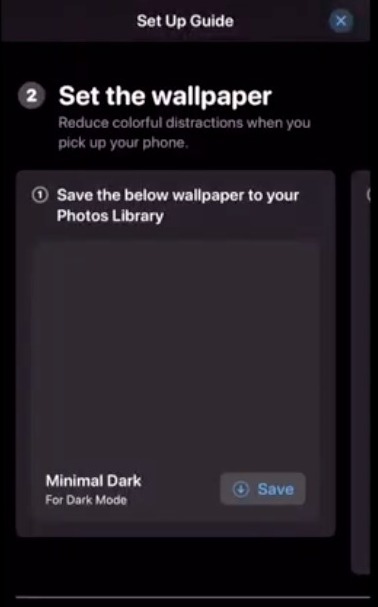 Set Up Guide
2 Set the wallpaper
Reduce colorful distractions when you
pick up your phone.
1 Save the below wallpaper to your
Photos Library
Minimal Dark
For Dark Mode
Save